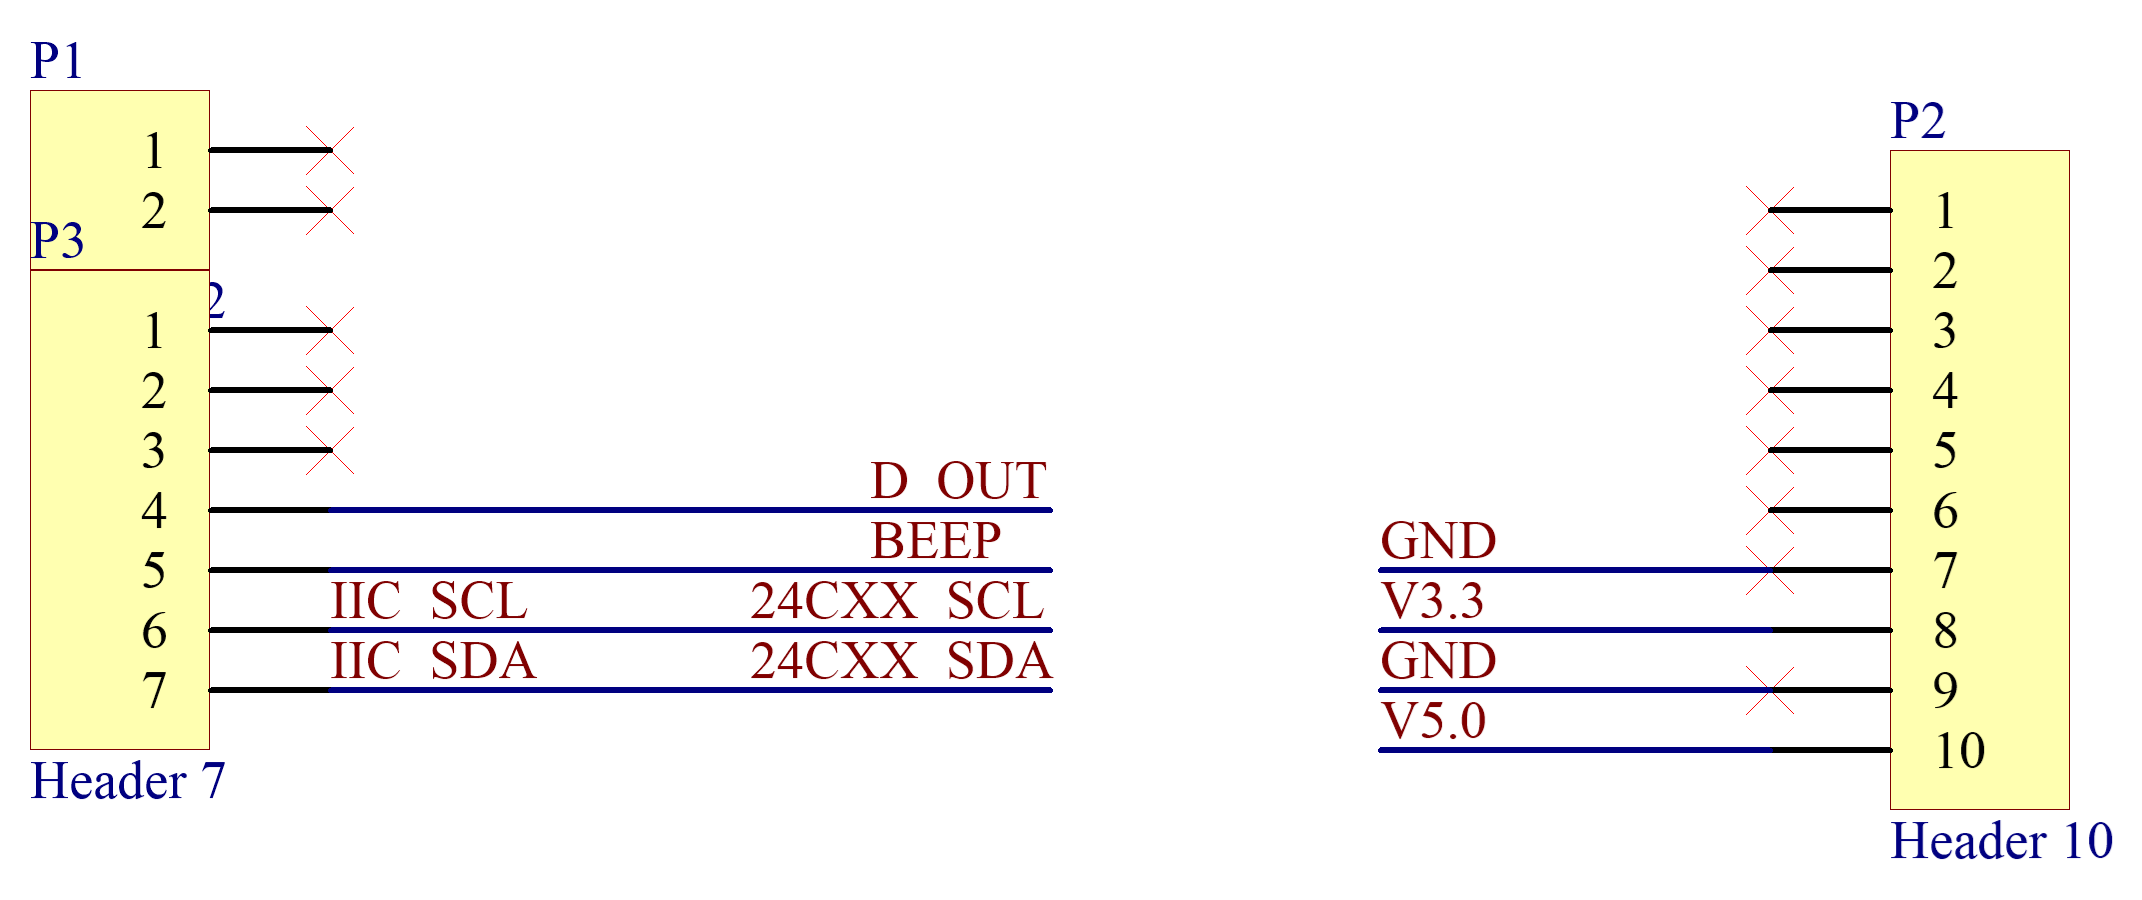 P1
1
2
P3
2
1
2
3
4
5
6
7
Header 7
D OUT
BEEP
IIC SCL 24CXX SCL
IIC SDA 24CXX SDA
P2
1
2
3
4
5
6
7
8
9
10
GND
V3.3
GND
V5.0
Header 10